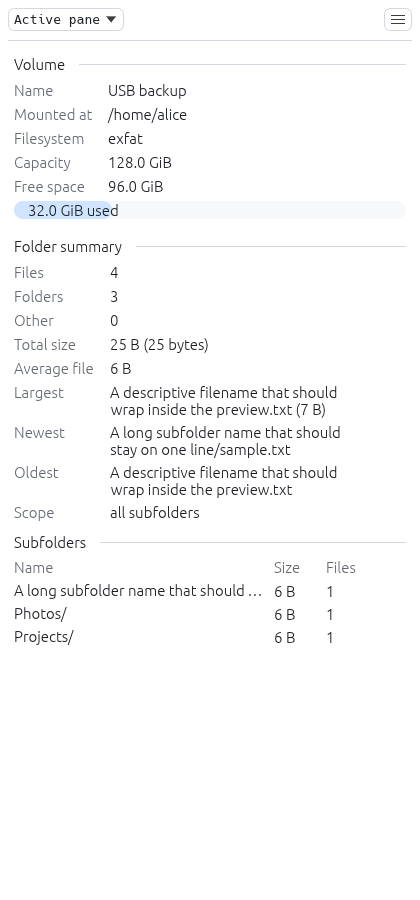 Active pane
Volume
Name USB backup
Mounted at /home/alice
Filesystem exfat
Capacity 128.0 GiB
Free space 96.0 GiB
32.0 GiB used
Folder summary
Files 4
Folders 3
Other 0
Total size 25 B (25 bytes)
Average file 6 B
Largest A descriptive filename that should
wrap inside the preview.txt (7 B)
Newest A long subfolder name that should
stay on one line/sample.txt
Oldest A descriptive filename that should
wrap inside the preview.txt
Scope all subfolders
Subfolders
Name Size Files
A long subfolder name that should … 6 B 1
Photos/ 6 B 1
Projects/ 6 B 1